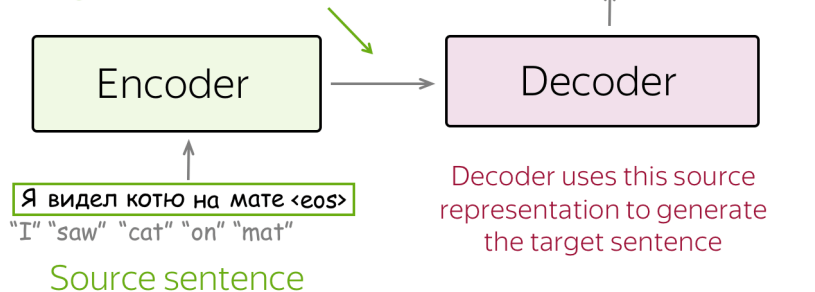 Encoder
Decoder
Я видел котю на мате <eos>
“I” “saw” “cat” “on” “mat”
Source sentence
Decoder uses this source
representation to generate
the target sentence